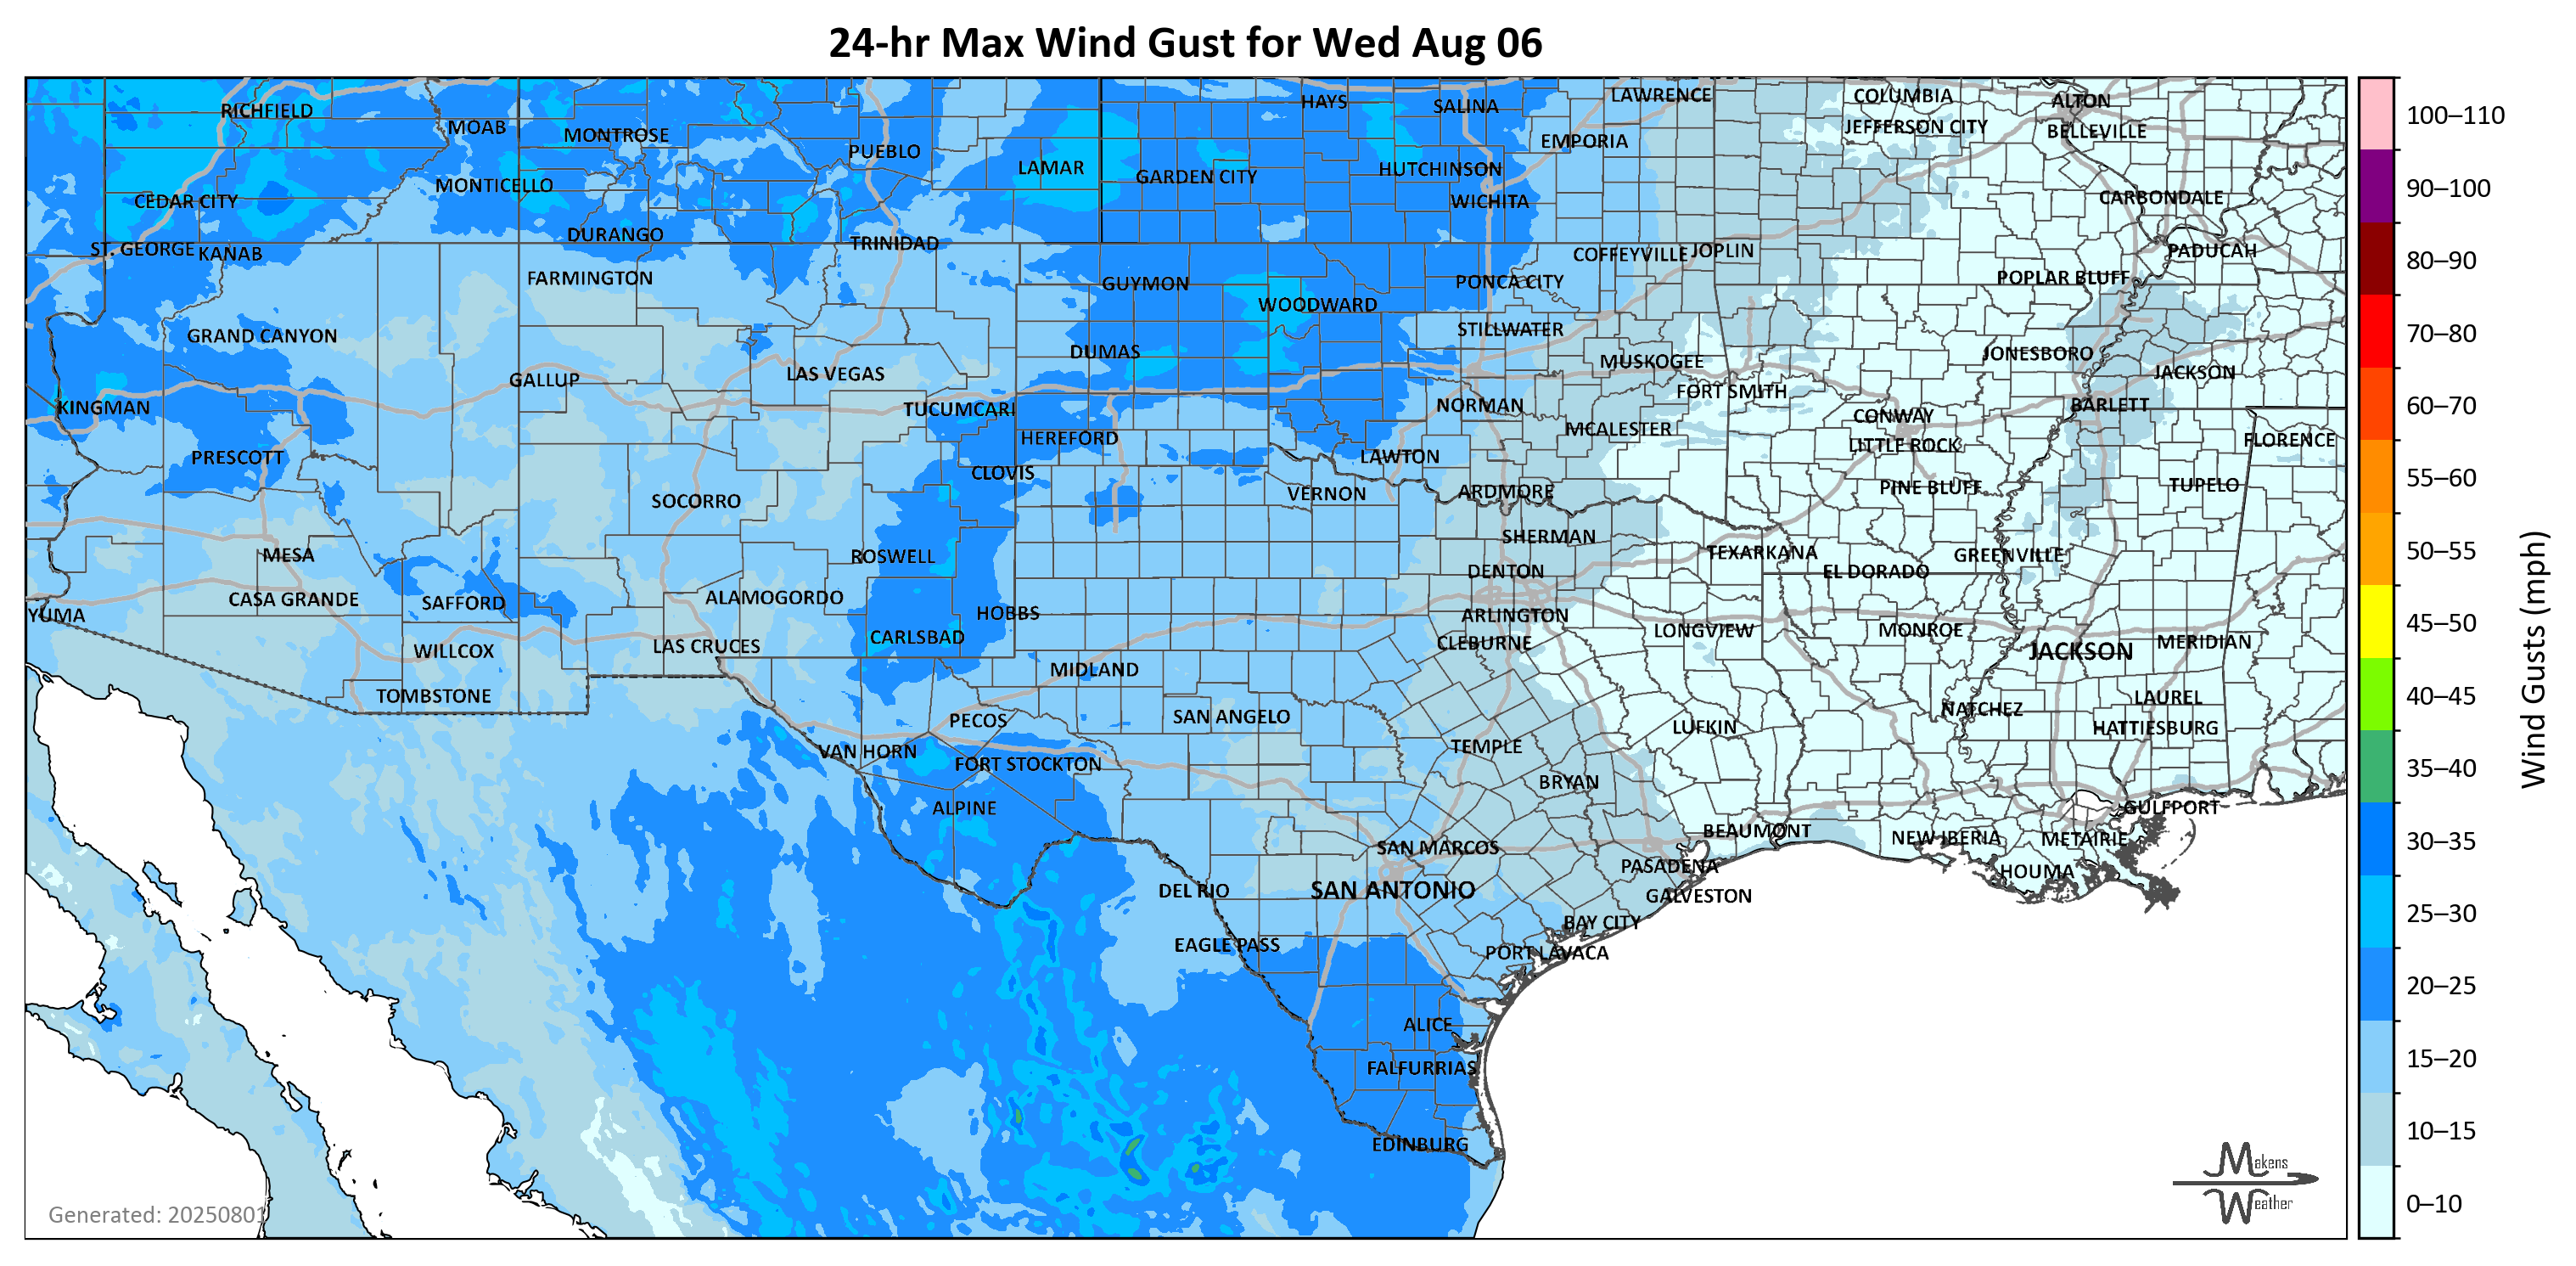 24-hr Max Wind Gust for Wed Aug 06
RICHFIELD
MOAB
MONTROSE
PUEBLO
LAMAR
HAYS
SALINA
LAWRENCE
COLUMBIA
ALTON
EMPORIA
JEFFERSON CITY
BELLEVILLE
MONTICELLO
GARDEN CITY
HUTCHINSON
CEDAR CITY
WICHITA
CARBONDALE
DURANGO
TRINIDAD
ST. GEORGE
KANAB
COFFEYVILLE
JOPLIN
PADUCAH
FARMINGTON
GUYMON
PONCA CITY
POPLAR BLUFF
WOODWARD
GRAND CANYON
STILLWATER
DUMAS
MUSKOGEE
JONESBORO
GALLUP
LAS VEGAS
FORT SMITH
JACKSON
KINGMAN
TUCUMCARI
NORMAN
CONWAY
BARLETT
HEREFORD
MCALESTER
LITTLE ROCK
FLORENCE
PRESCOTT
CLOVIS
LAWTON
SOCORRO
VERNON
ARDMORE
PINE BLUFF
TUPELO
MESA
ROSWELL
SHERMAN
TEXARKANA
GREENVILLE
CASA GRANDE
SAFFORD
ALAMOGORDO
DENTON
EL DORADO
YUMA
HOBBS
ARLINGTON
LAS CRUCES
CARLSBAD
CLEBURNE
LONGVIEW
MONROE
WILLCOX
MIDLAND
JACKSON
MERIDIAN
TOMBSTONE
PECOS
SAN ANGELO
NATCHEZ
LAUREL
VAN HORN
FORT STOCKTON
TEMPLE
LUFKIN
HATTIESBURG
ALPINE
BRYAN
GULFPORT
SAN MARCOS
BEAUMONT
NEW IBERIA
METAIRIE
DEL RIO
SAN ANTONIO
PASADENA
HOUMA
GALVESTON
EAGLE PASS
BAY CITY
PORT LAVACA
ALICE
FALFURRIAS
EDINBURG
Generated: 20250801
Makens
Weather
100–110
90–100
80–90
70–80
60–70
55–60
50–55
45–50
40–45
35–40
30–35
25–30
20–25
15–20
10–15
0–10
Wind Gusts (mph)